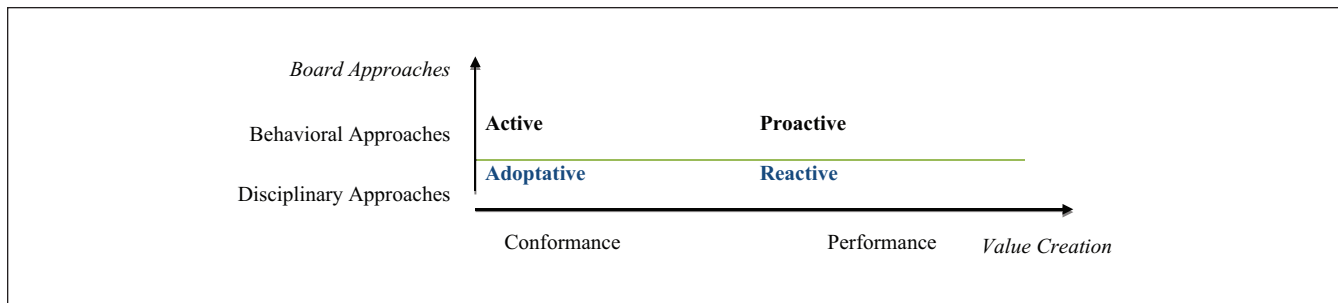 Board Approaches
Behavioral Approaches
Active
Proactive
Adoptative
Reactive
Disciplinary Approaches
Conformance
Performance
Value Creation